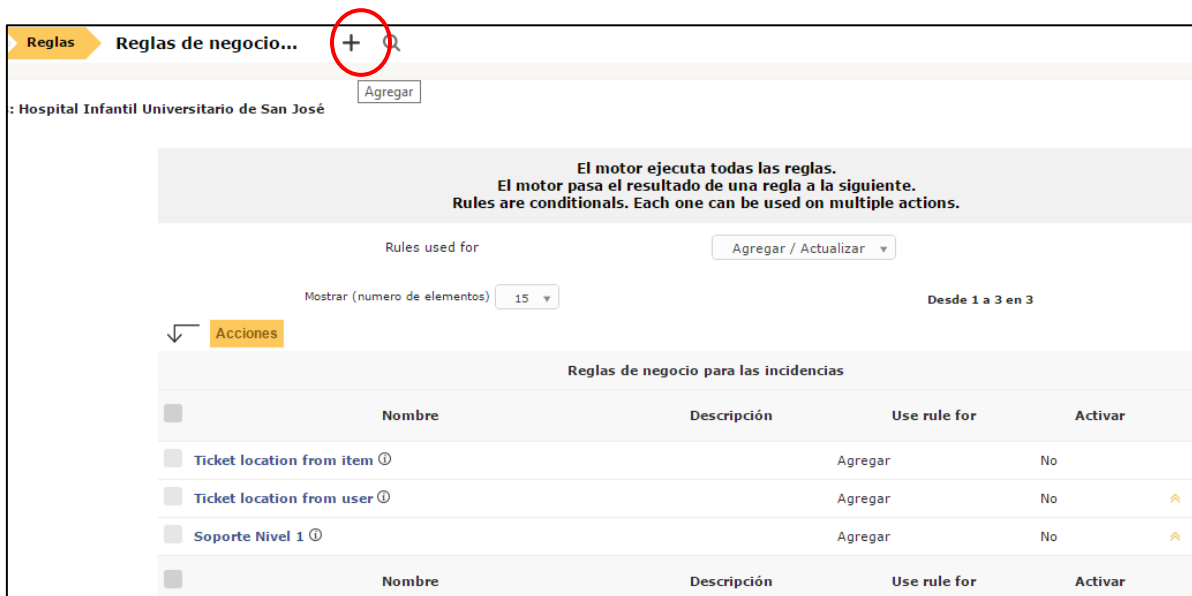 Reglas Reglas de negocio...
Agregar
: Hospital Infantil Universitario de San José
El motor ejecuta todas las reglas.
El motor pasa el resultado de una regla a la siguiente.
Rules are conditionals. Each one can be used on multiple actions.
Rules used for Agregar / Actualizar
Mostrar (numero de elementos) 15 Desde 1 a 3 en 3
Acciones
Reglas de negocio para las incidencias
Nombre Descripción Use rule for Activar
Ticket location from item Agregar No
Ticket location from user Agregar No
Soporte Nivel 1 Agregar No
Nombre Descripción Use rule for Activar